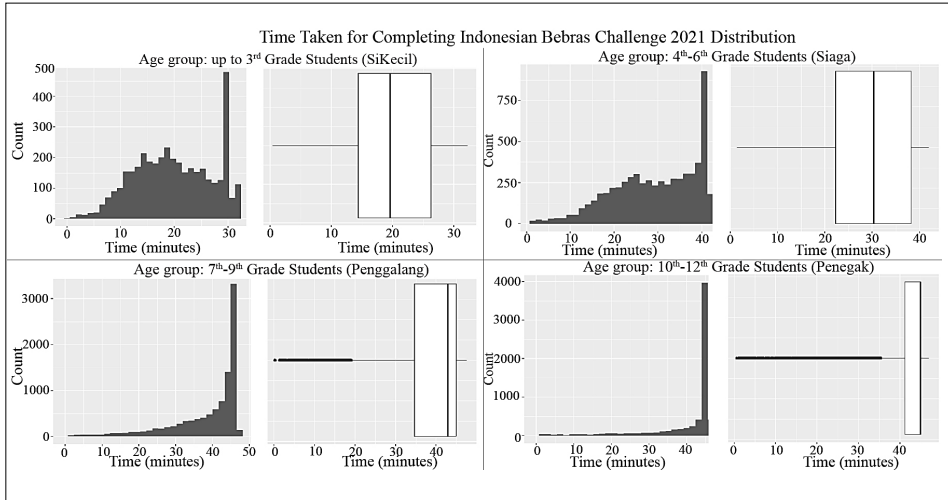 Time Taken for Completing Indonesian Bebras Challenge 2021 Distribution
Age group: up to 3rd Grade Students (SiKecil)
500
400
300
200
100
0
Count
0 10 20 30
Time (minutes)
0 10 20 30
Time (minutes)
Age group: 4th-6th Grade Students (Siaga)
750
500
250
0
Count
0 10 20 30 40
Time (minutes)
0 10 20 30 40
Time (minutes)
Age group: 7th-9th Grade Students (Penggalang)
3000
2000
1000
0
Count
0 10 20 30 40 50
Time (minutes)
0 10 20 30 40
Time (minutes)
Age group: 10th-12th Grade Students (Penegak)
4000
3000
2000
1000
0
Count
0 10 20 30 40
Time (minutes)
0 10 20 30 40
Time (minutes)